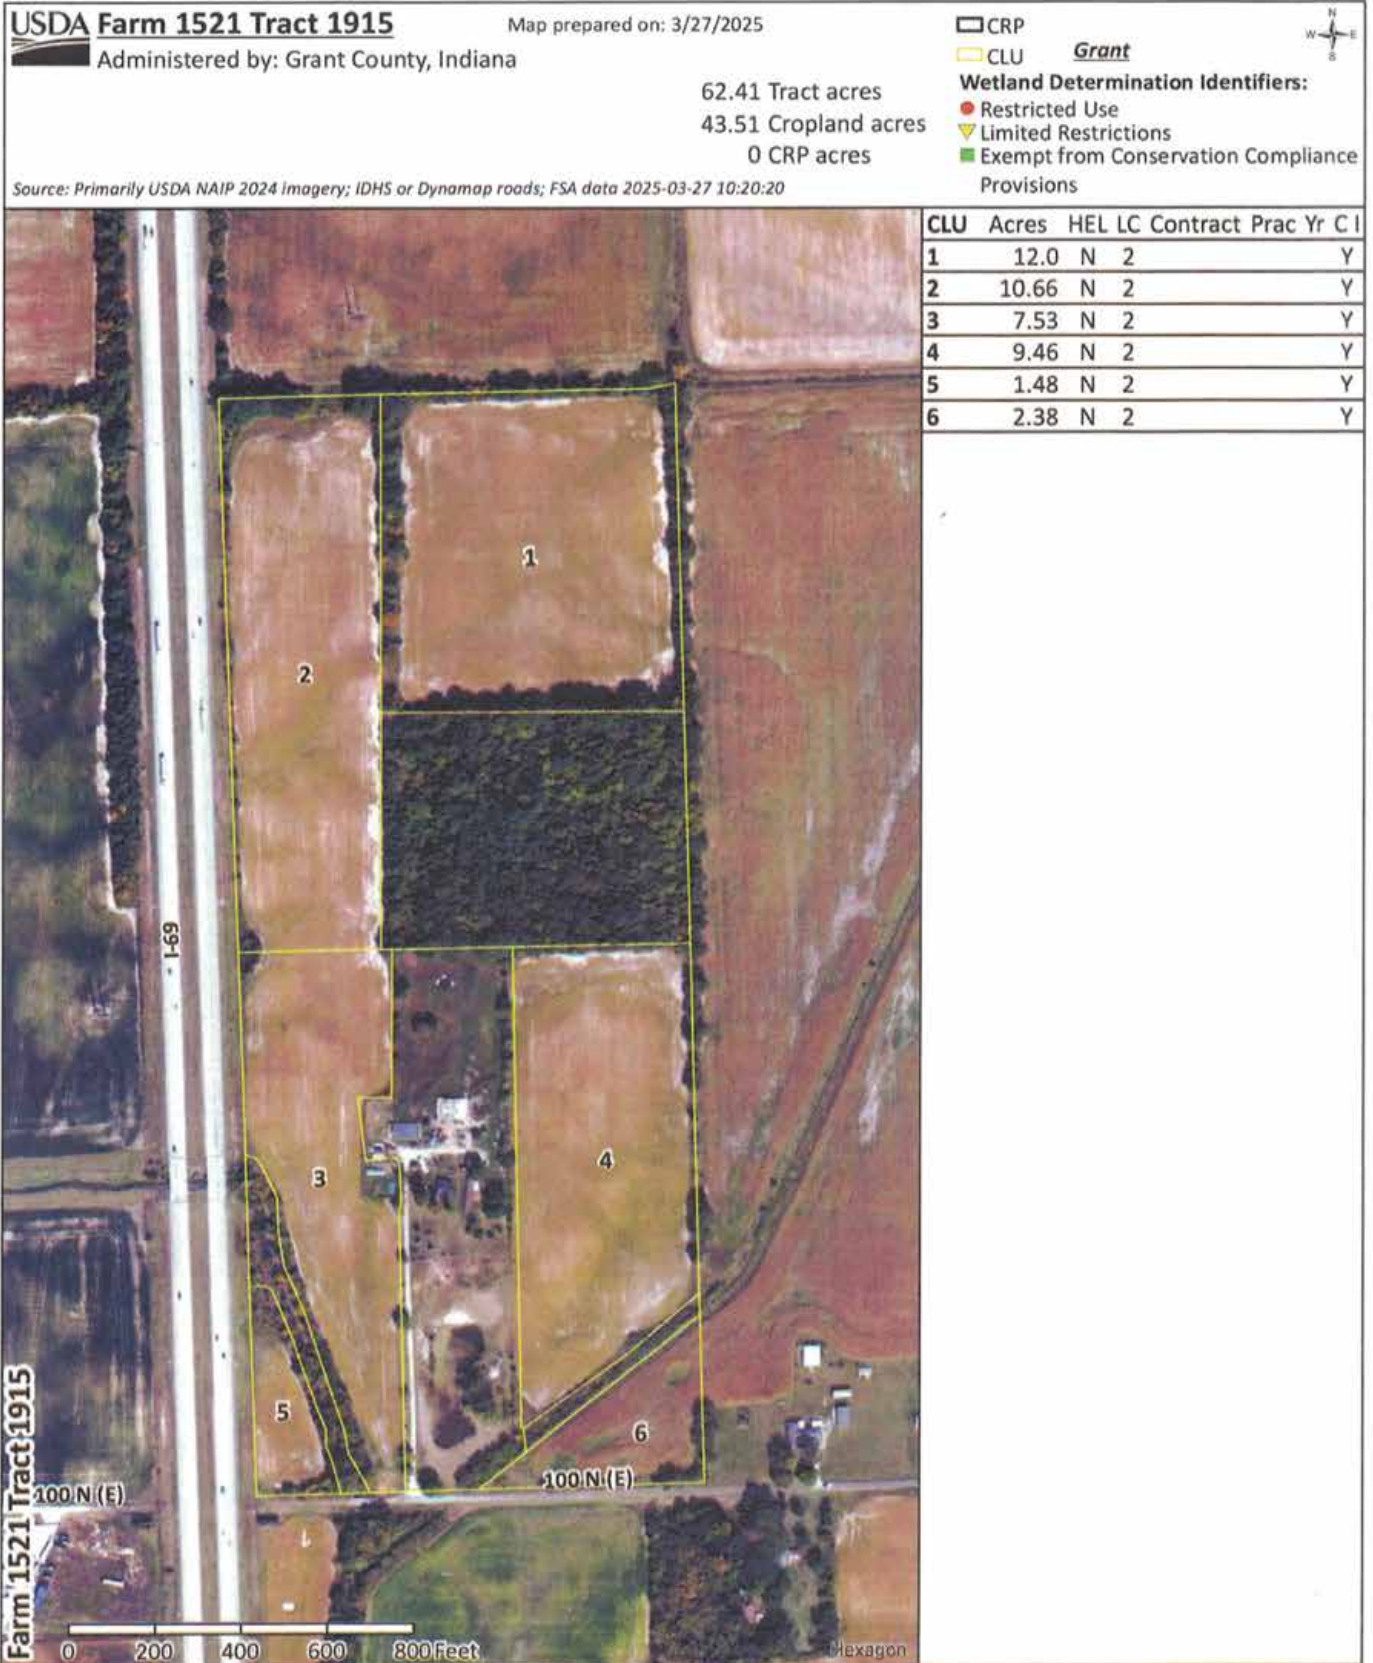 USDA Farm 1521 Tract 1915
Map prepared on: 3/27/2025
Administered by: Grant County, Indiana
62.41 Tract acres
43.51 Cropland acres
0 CRP acres
Source: Primarily USDA NAIP 2024 imagery; IDHS or Dynamap roads; FSA data 2025-03-27 10:20:20
CRP
CLU
Grant
N
W E
S
Wetland Determination Identifiers:
Restricted Use
Limited Restrictions
Exempt from Conservation Compliance
Provisions
CLU Acres HEL LC Contract Prac Yr C I
1 12.0 N 2 Y
2 10.66 N 2 Y
3 7.53 N 2 Y
4 9.46 N 2 Y
5 1.48 N 2 Y
6 2.38 N 2 Y
1
2
I-69
3
4
5
6
100 N (E)
100 N (E)
Farm 1521 Tract 1915
0 200 400 600 800 Feet
Hexagon